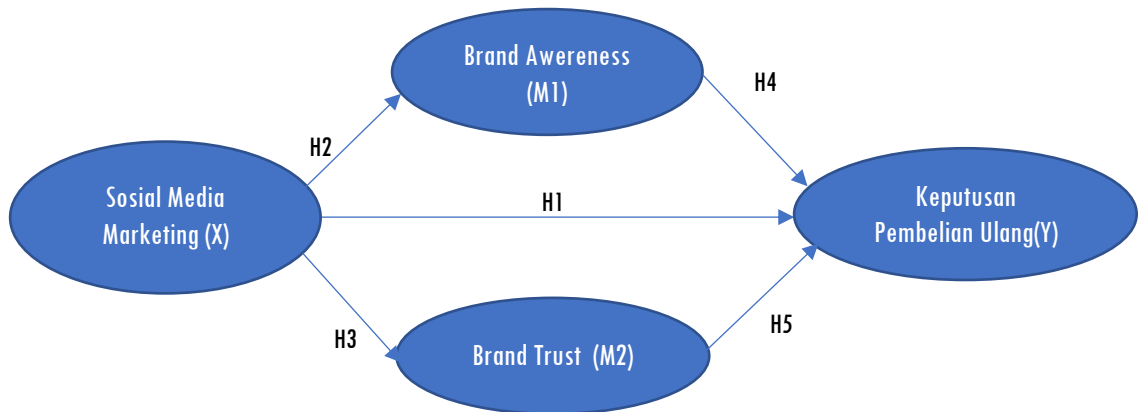 Brand Awereness
(M1)
H4
H2
Sosial Media
Marketing (X)
H1
Keputusan
Pembelian Ulang(Y)
H3
H5
Brand Trust (M2)